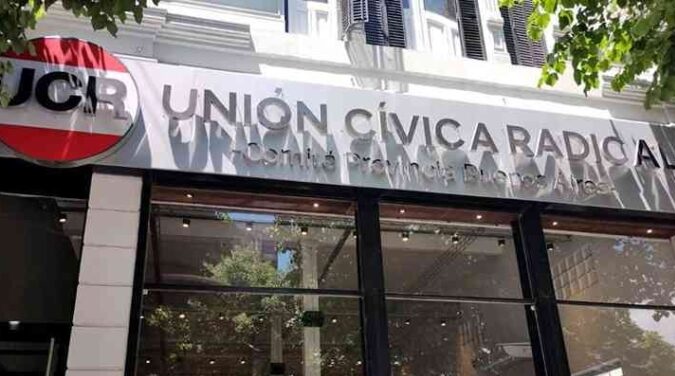 UCR
UNIÓN CÍVICA RADICAL
Comité Provincia Buenos Aires